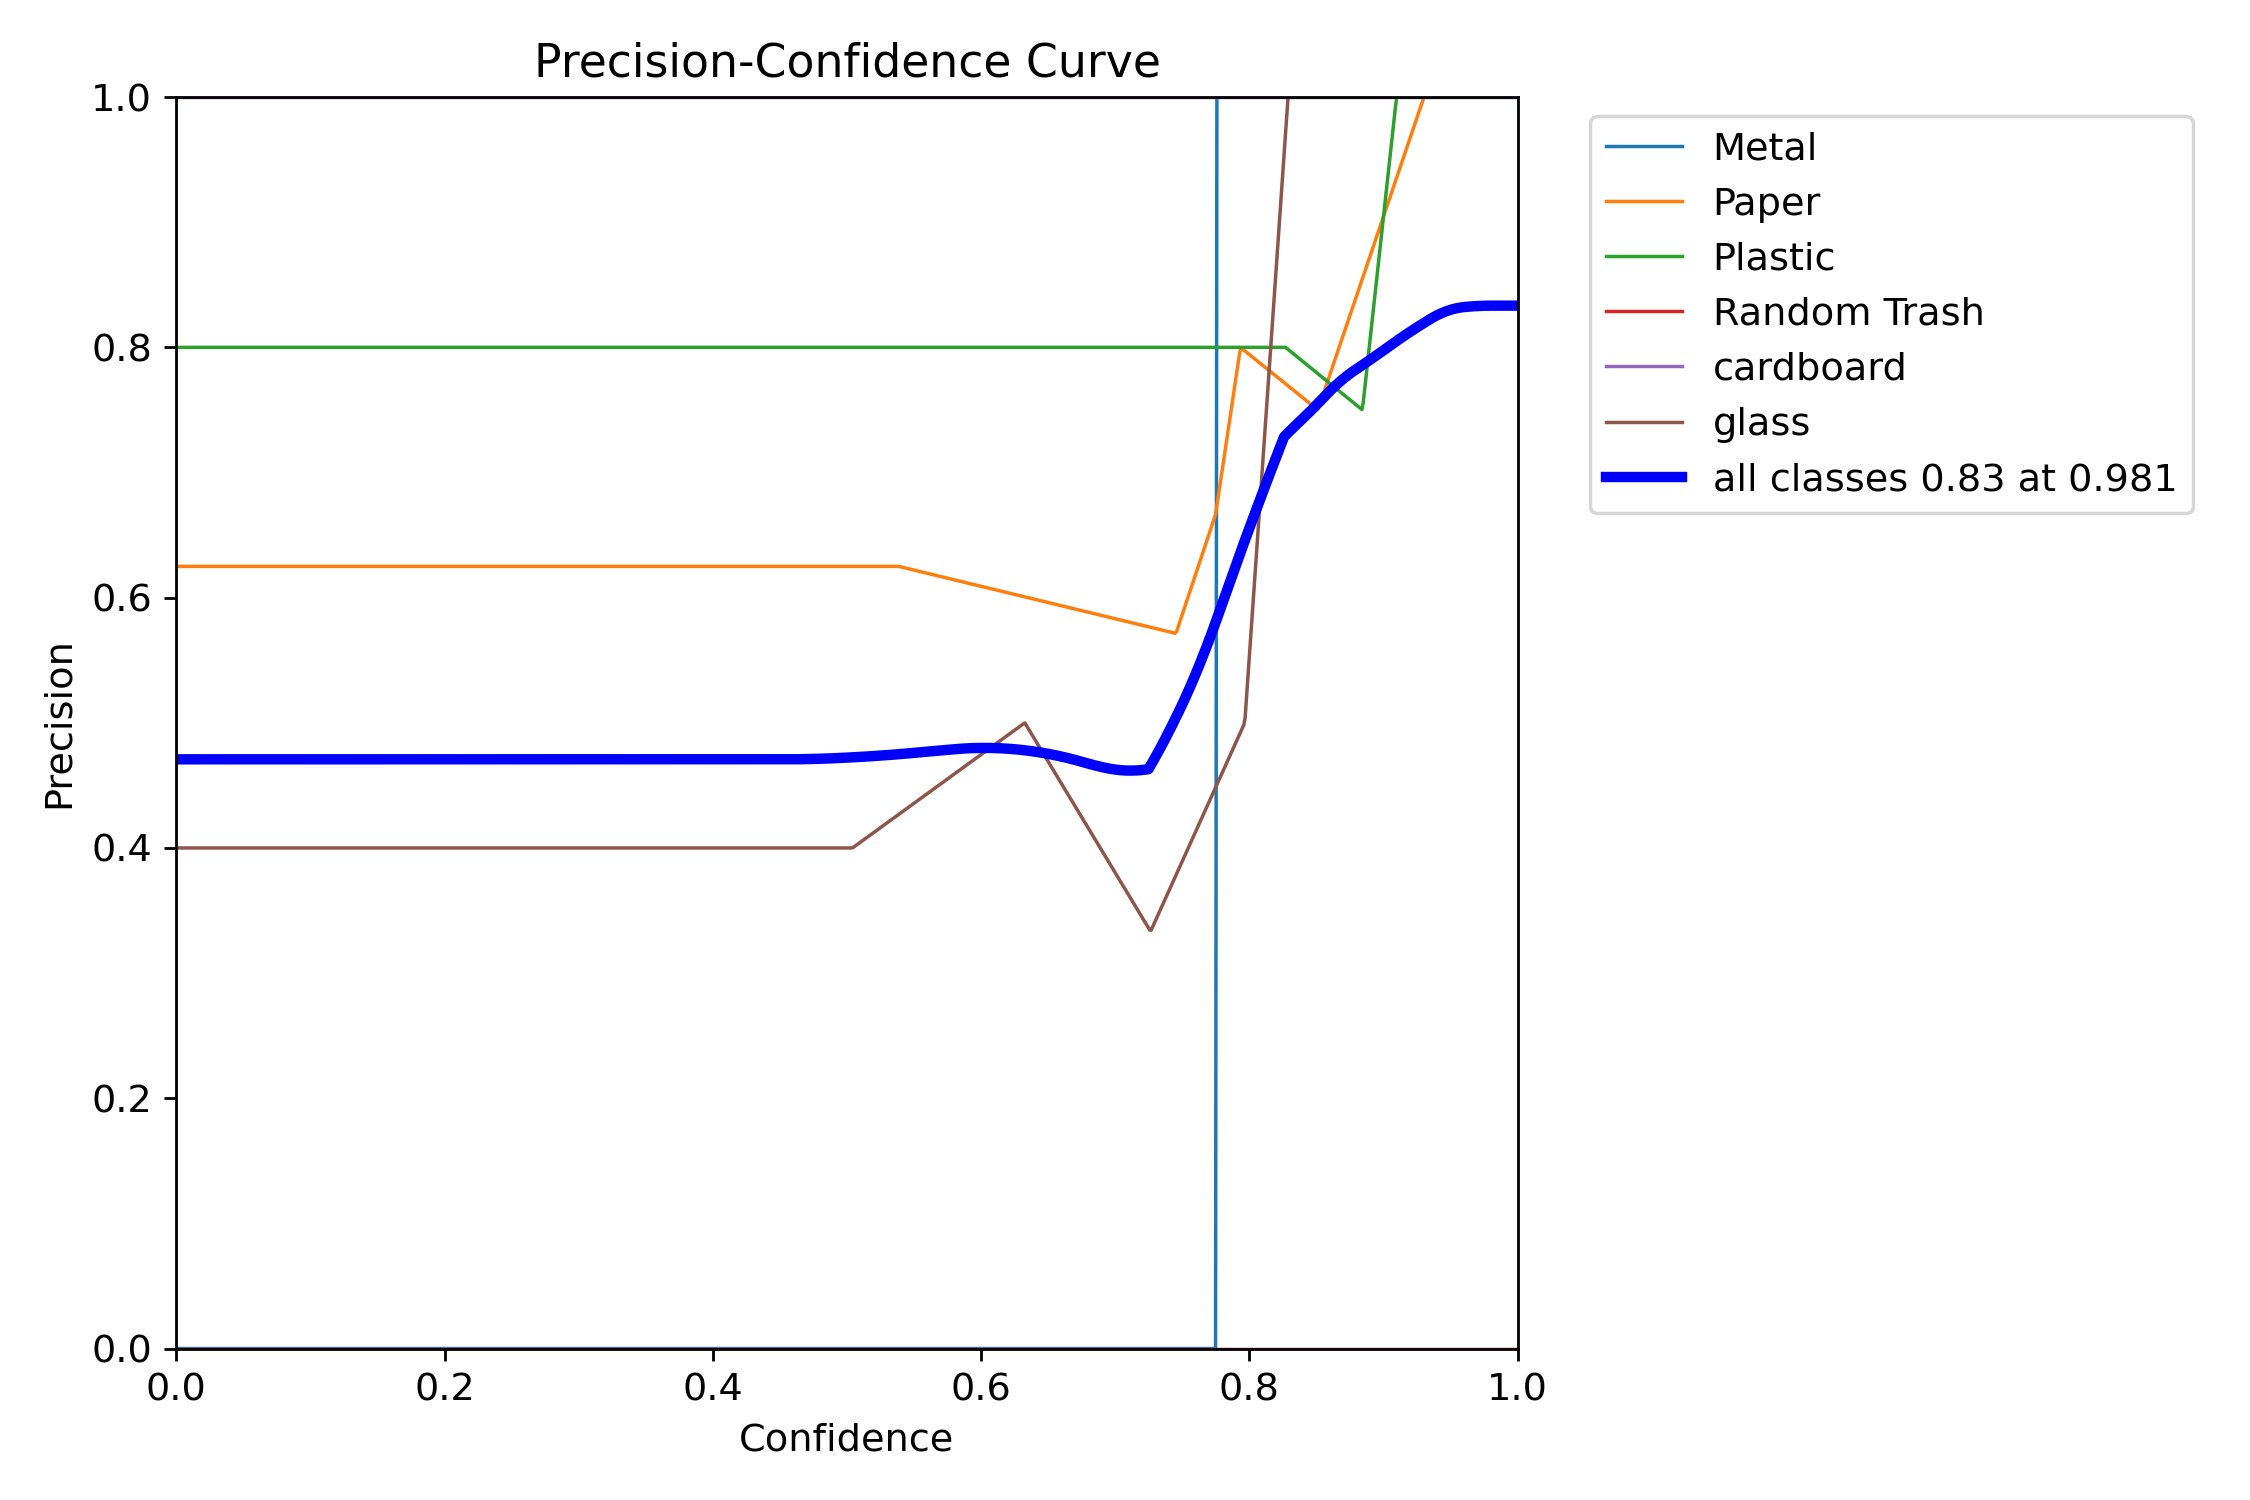 Precision-Confidence Curve
1.0
0.8
0.6
0.4
0.2
0.0
Precision
0.0 0.2 0.4 0.6 0.8 1.0
Confidence
Metal
Paper
Plastic
Random Trash
cardboard
glass
all classes 0.83 at 0.981